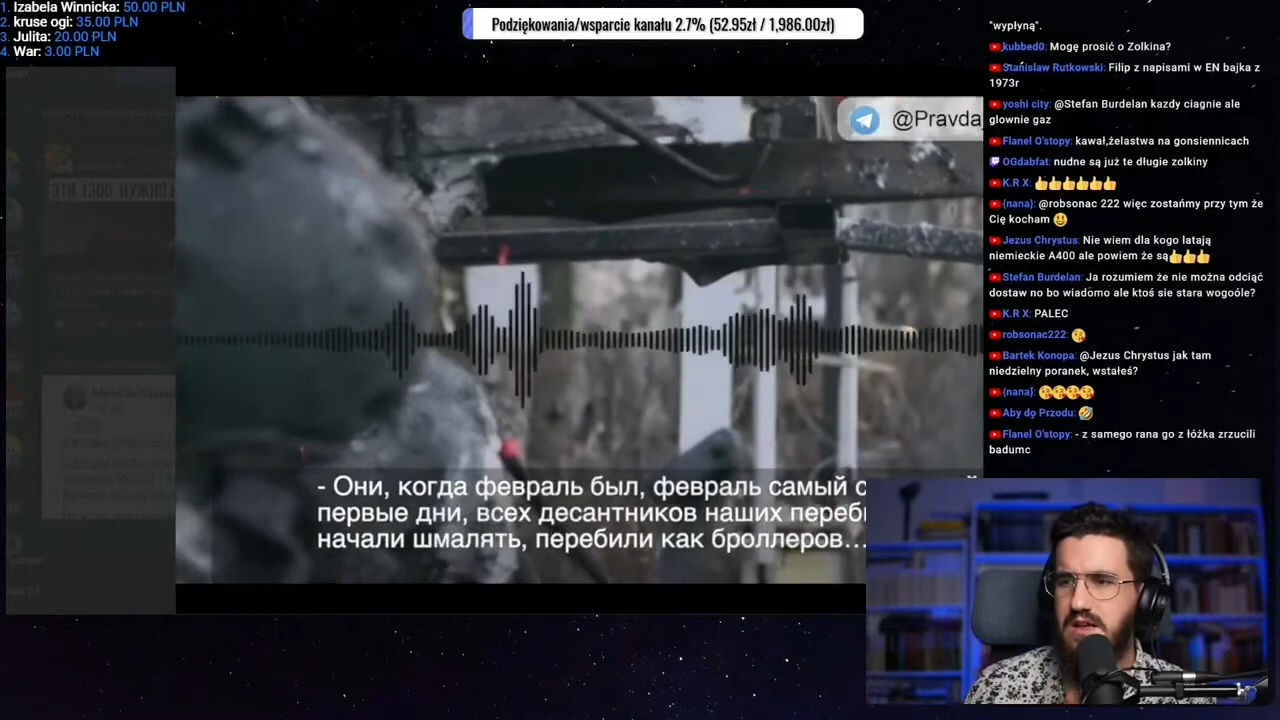 1. Izabela Winnicka: 50.00 PLN
2. kruse ogi: 35.00 PLN
3. Julita: 20.00 PLN
4. War: 3.00 PLN
Podziękowania/wsparcie kanału 2.7% (52.95zł / 1,986.00zł)
@Pravda
- Они, когда февраль был, февраль самый
первые дни, всех десантников наших переб
начали шмалять, перебили как броллеров...
"wypłyną".
kubbed0: Mogę prosić o Zolkina?
Stanisław Rutkowski: Filip z napisami w EN bajka z
1973r
yoshi city: @Stefan Burdelan kazdy ciagnie ale
glownie gaz
Flanel O'stopy: kawał,żelastwa na gonsiennicach
OGdabfat: nudne są już te długie zolkiny
K.R X: 👍👍👍👍👍👍
{nana}: @robsonac 222 więc zostańmy przy tym że
Cię kocham 😃
Jezus Chrystus: Nie wiem dla kogo latają
niemieckie A400 ale powiem że są👍👍👍
Stefan Burdelan: Ja rozumiem że nie można odciąć
dostaw no bo wiadomo ale ktoś sie stara wogoóle?
K.R X: PALEC
robsonac222: 😘
Bartek Konopa: @Jezus Chrystus jak tam
niedzielny poranek, wstałeś?
{nana}: 😘😘😘😘
Aby do Przodu: 🤣
Flanel O'stopy: - z samego rana go z łóżka zrzucili
badumc